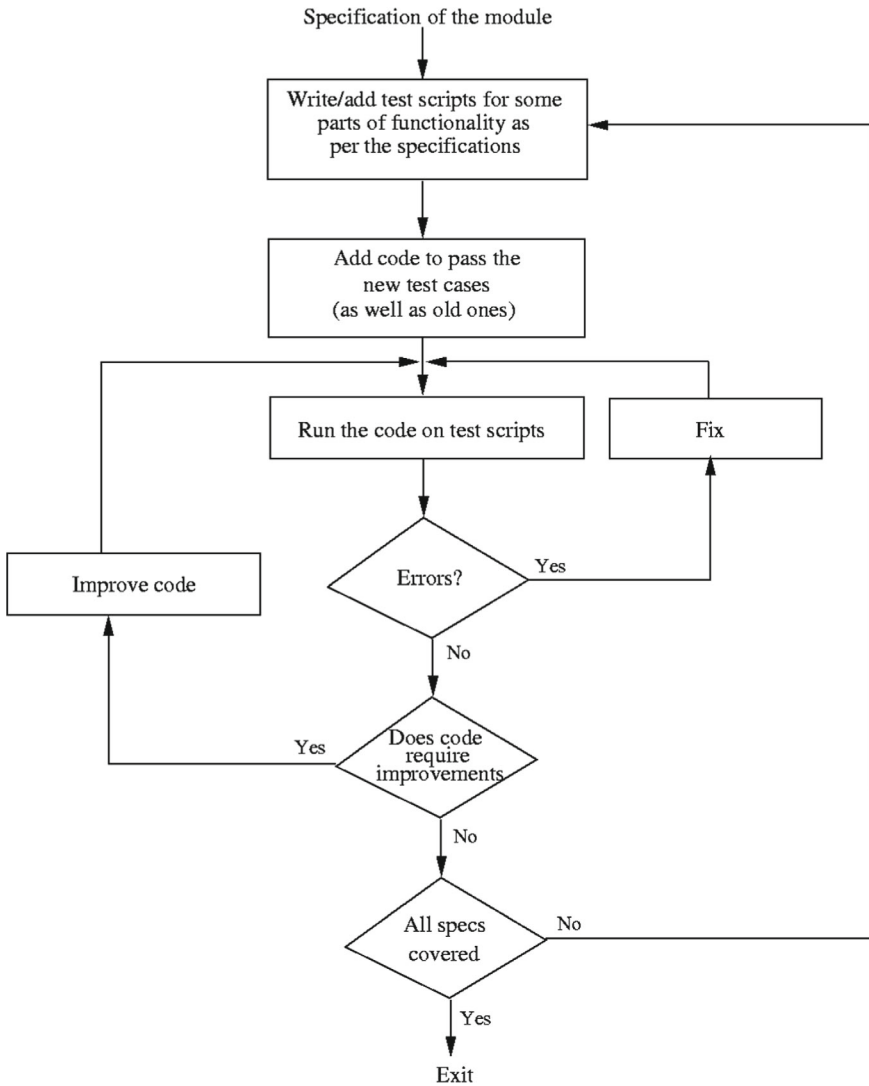 Specification of the module
Write/add test scripts for some
parts of functionality as
per the specifications
Add code to pass the
new test cases
(as well as old ones)
Run the code on test scripts
Fix
Errors?
Yes
Improve code
No
Does code
require
improvements
Yes
No
All specs
covered
No
Yes
Exit